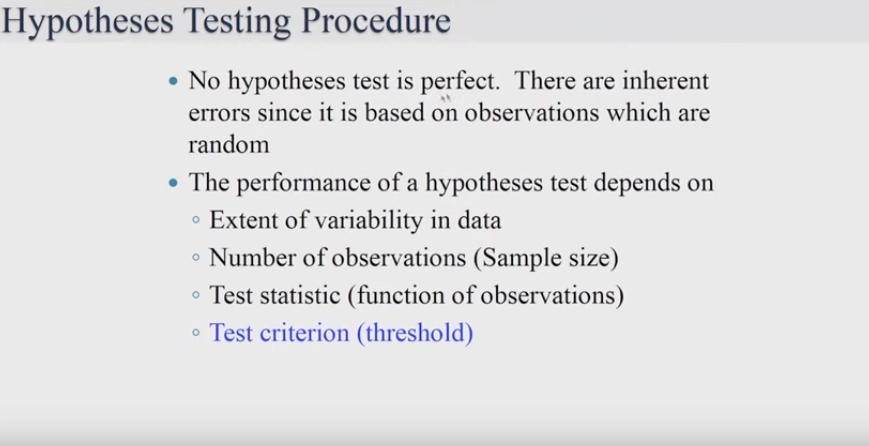 Hypotheses Testing Procedure
• No hypotheses test is perfect. There are inherent
errors since it is based on observations which are
random
• The performance of a hypotheses test depends on
◦ Extent of variability in data
◦ Number of observations (Sample size)
◦ Test statistic (function of observations)
◦ Test criterion (threshold)